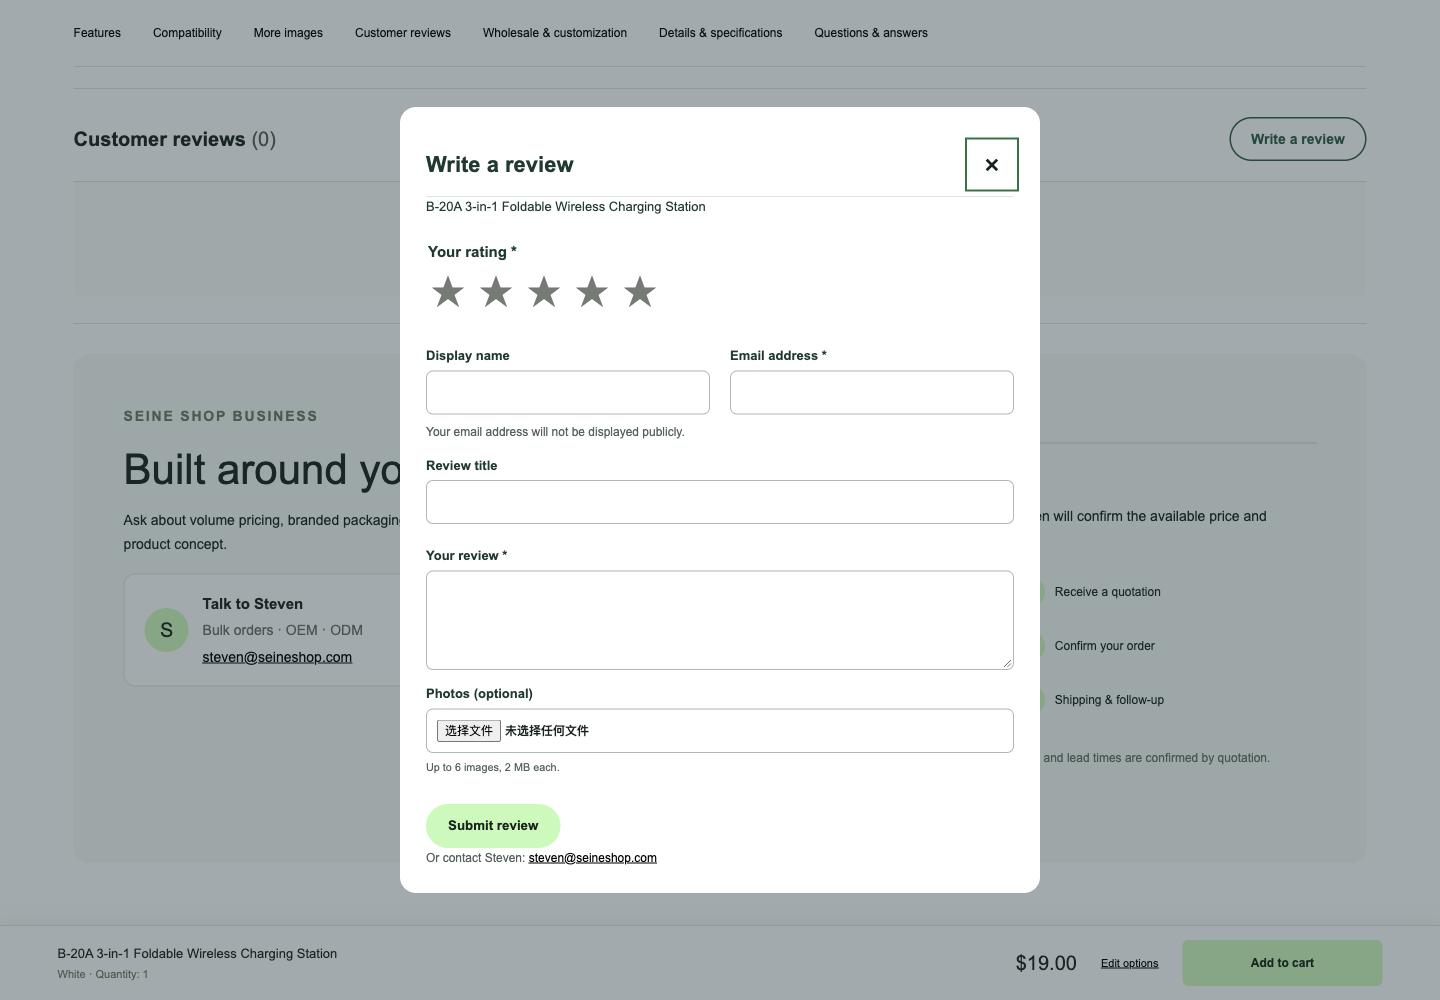 Features Compatibility More images Customer reviews Wholesale & customization Details & specifications Questions & answers
Customer reviews (0)
Write a review
Write a review
✕
B-20A 3-in-1 Foldable Wireless Charging Station
Your rating *
★ ★ ★ ★ ★
Display name
Email address *
Your email address will not be displayed publicly.
Review title
Your review *
Photos (optional)
选择文件 未选择任何文件
Up to 6 images, 2 MB each.
Submit review
Or contact Steven: steven@seineshop.com
SEINE SHOP BUSINESS
Built around
Ask about volume pricing, branded
product concept.
S
Talk to Steven
Bulk orders · OEM · ODM
steven@seineshop.com
will confirm the available price and
Receive a quotation
Confirm your order
Shipping & follow-up
and lead times are confirmed by quotation.
B-20A 3-in-1 Foldable Wireless Charging Station
White · Quantity: 1
$19.00
Edit options
Add to cart